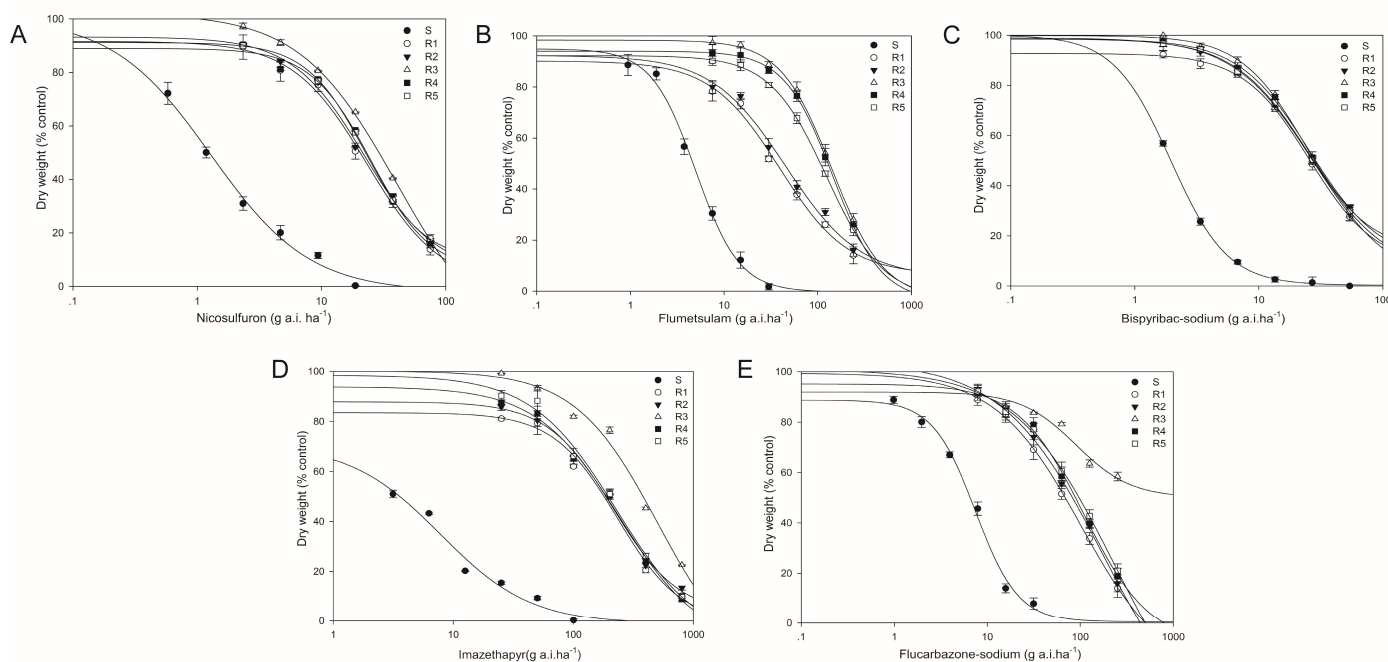 A
100
80
60
40
20
0
Dry weight (% control)
S
R1
R2
R3
R4
R5
.1 1 10 100
Nicosulfuron (g a.i. ha-1)
B
100
80
60
40
20
0
Dry weight (% control)
S
R1
R2
R3
R4
R5
.1 1 10 100 1000
Flumetsulam (g a.i.ha-1)
C
100
80
60
40
20
0
Dry weight (% control)
S
R1
R2
R3
R4
R5
.1 1 10 100
Bispyribac-sodium (g a.i.ha-1)
D
100
80
60
40
20
0
Dry weight (% control)
S
R1
R2
R3
R4
R5
1 10 100 1000
Imazethapyr(g a.i.ha-1)
E
100
80
60
40
20
0
Dry weight (% control)
S
R1
R2
R3
R4
R5
.1 1 10 100 1000
Flucarbazone-sodium (g a.i.ha-1)